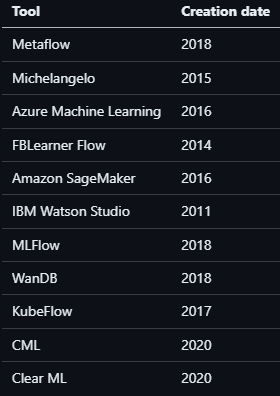 Tool Creation date
Metaflow 2018
Michelangelo 2015
Azure Machine Learning 2016
FBLearner Flow 2014
Amazon SageMaker 2016
IBM Watson Studio 2011
MLFlow 2018
WanDB 2018
KubeFlow 2017
CML 2020
Clear ML 2020